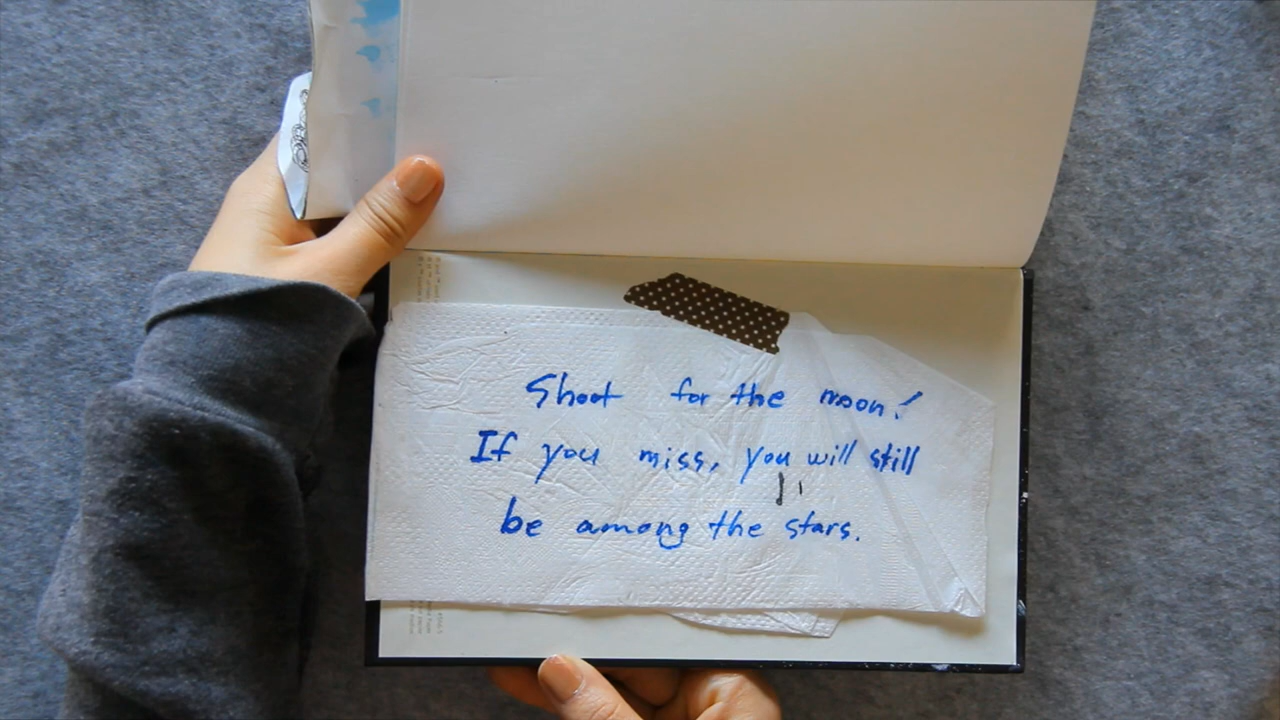 Shoot for the moon!
If you miss, you will still
be among the stars.